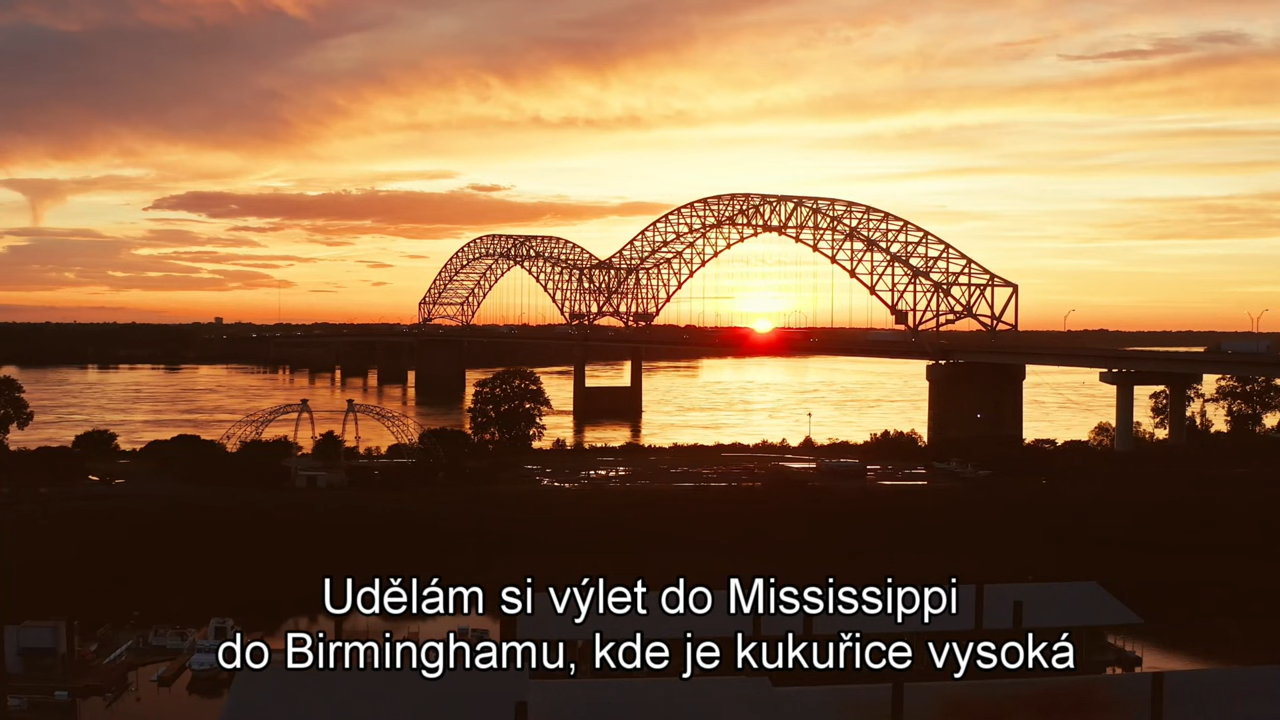 Udělám si výlet do Mississippi
do Birminghamu, kde je kukuřice vysoká